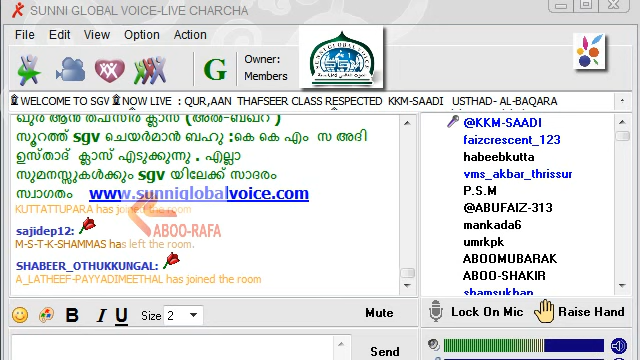 SUNNI GLOBAL VOICE-LIVE CHARCHA
File Edit View Option Action
G Owner:
Members
WELCOME TO SGV NOW LIVE : QUR,AAN THAFSEER CLASS RESPECTED KKM-SAADI USTHAD- AL-BAQARA
ഖുർ ആൻ തഫ്സീർ ക്ലാസ് (അൽ-ബഖറ )
സൂറത്ത് sgv ചെയർമാൻ ബഹു :കെ കെ എം സ അദി
ഉസ്താദ് ക്ലാസ് എടുക്കുന്നു . എല്ലാ
സുമനസ്സുകൾക്കും sgv യിലേക്ക് സാദരം
സ്വാഗതം www.sunniglobalvoice.com
KUTTATTUPARA has joined the room
sajidep12:
ABOO-RAFA
M-S-T-K-SHAMMAS has left the room.
SHABEER_OTHUKKUNGAL:
A_LATHEEF-PAYYADIMEETHAL has joined the room
@KKM-SAADI
faizcrescent_123
habeebkutta
vms_akbar_thrissur
P.S.M
@ABUFAIZ-313
mankada6
umrkpk
ABOOMUBARAK
ABOO-SHAKIR
shamsukhan
B I U Size 2 Mute
Lock On Mic Raise Hand
Send